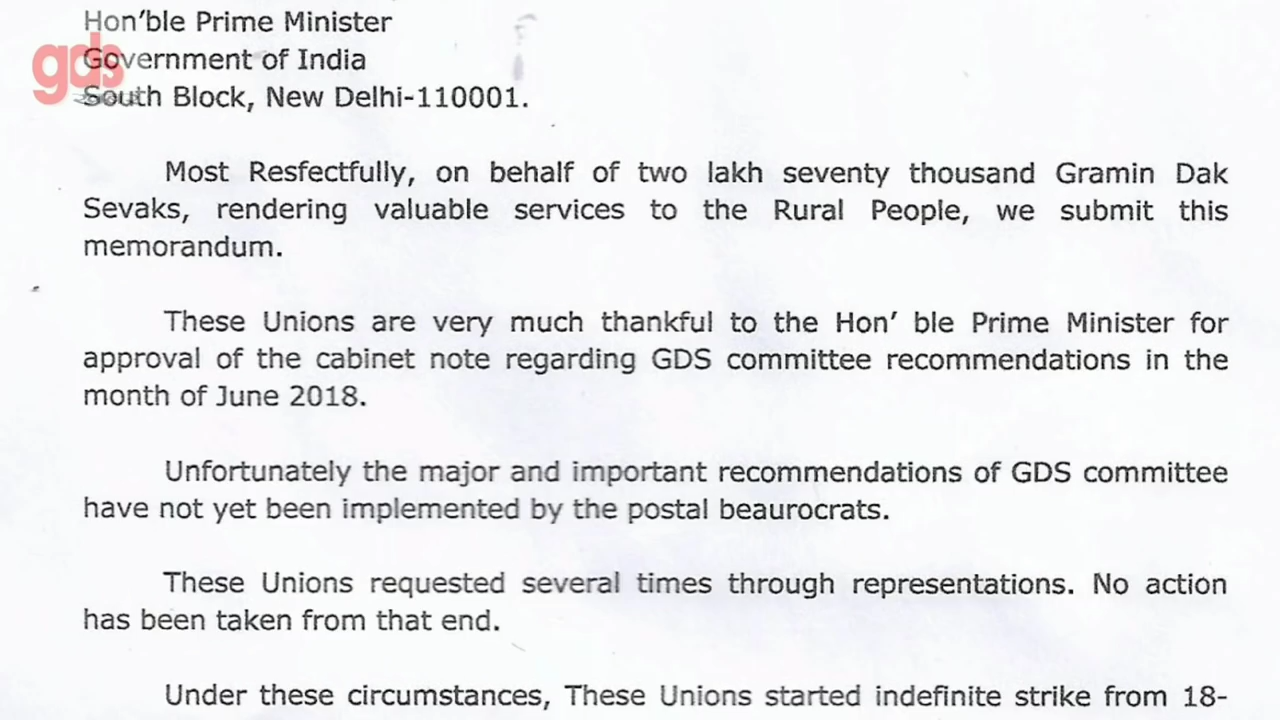 Hon'ble Prime Minister
Government of India
South Block, New Delhi-110001.
gds
Most Resfectfully, on behalf of two lakh seventy thousand Gramin Dak
Sevaks, rendering valuable services to the Rural People, we submit this
memorandum.
These Unions are very much thankful to the Hon' ble Prime Minister for
approval of the cabinet note regarding GDS committee recommendations in the
month of June 2018.
Unfortunately the major and important recommendations of GDS committee
have not yet been implemented by the postal beaurocrats.
These Unions requested several times through representations. No action
has been taken from that end.
Under these circumstances, These Unions started indefinite strike from 18-